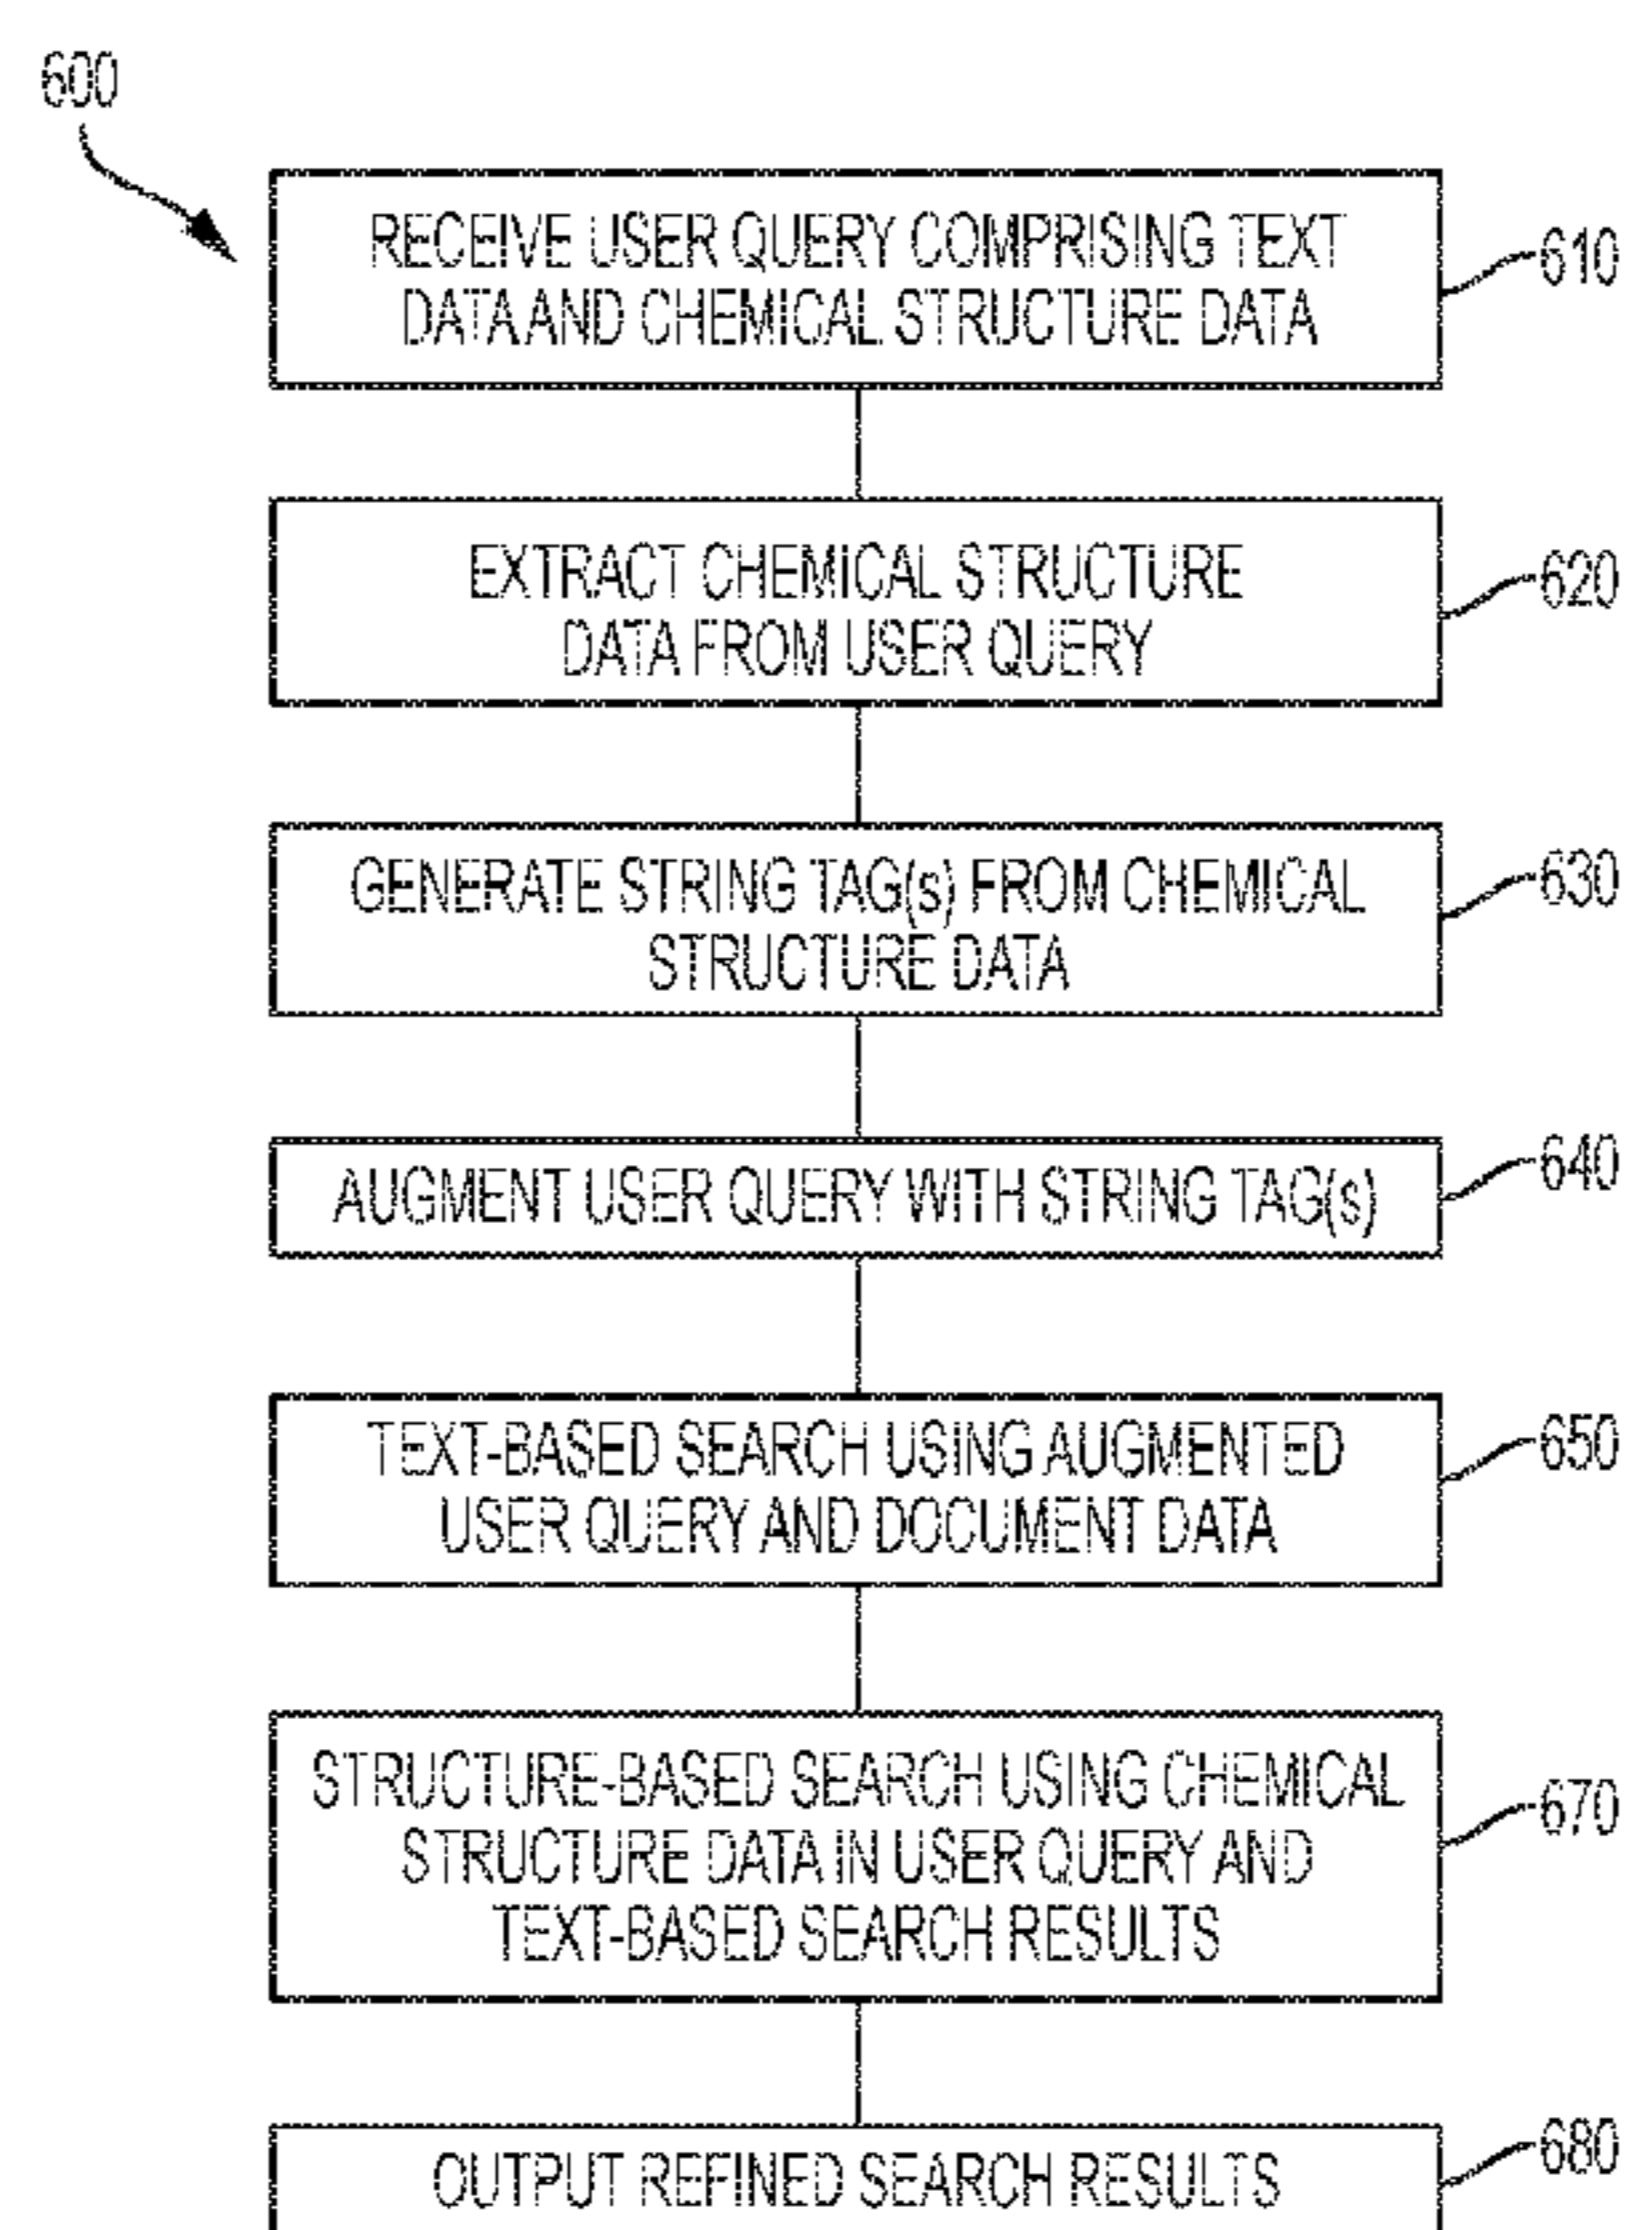 600
RECEIVE USER QUERY COMPRISING TEXT
DATA AND CHEMICAL STRUCTURE DATA
610
EXTRACT CHEMICAL STRUCTURE
DATA FROM USER QUERY
620
GENERATE STRING TAG(s) FROM CHEMICAL
STRUCTURE DATA
630
AUGMENT USER QUERY WITH STRING TAG(s)
640
TEXT-BASED SEARCH USING AUGMENTED
USER QUERY AND DOCUMENT DATA
650
STRUCTURE-BASED SEARCH USING CHEMICAL
STRUCTURE DATA IN USER QUERY AND
TEXT-BASED SEARCH RESULTS
670
OUTPUT REFINED SEARCH RESULTS
680